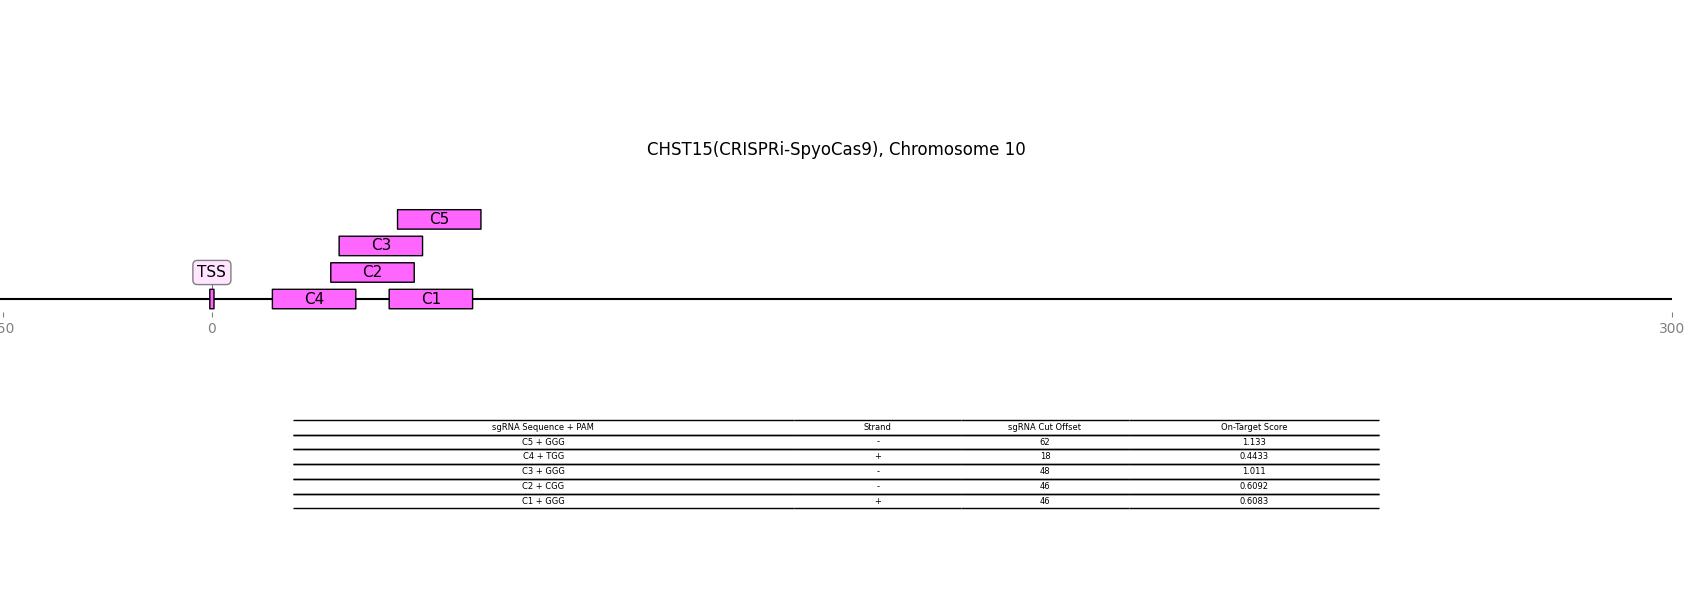 CHST15(CRISPRi-SpyoCas9), Chromosome 10
C5
C3
TSS
C2
C4
C1
50 0 300
sgRNA Sequence + PAM Strand sgRNA Cut Offset On-Target Score
C5 + GGG - 62 1.133
C4 + TGG + 18 0.4433
C3 + GGG - 48 1.011
C2 + CGG - 46 0.6092
C1 + GGG + 46 0.6083